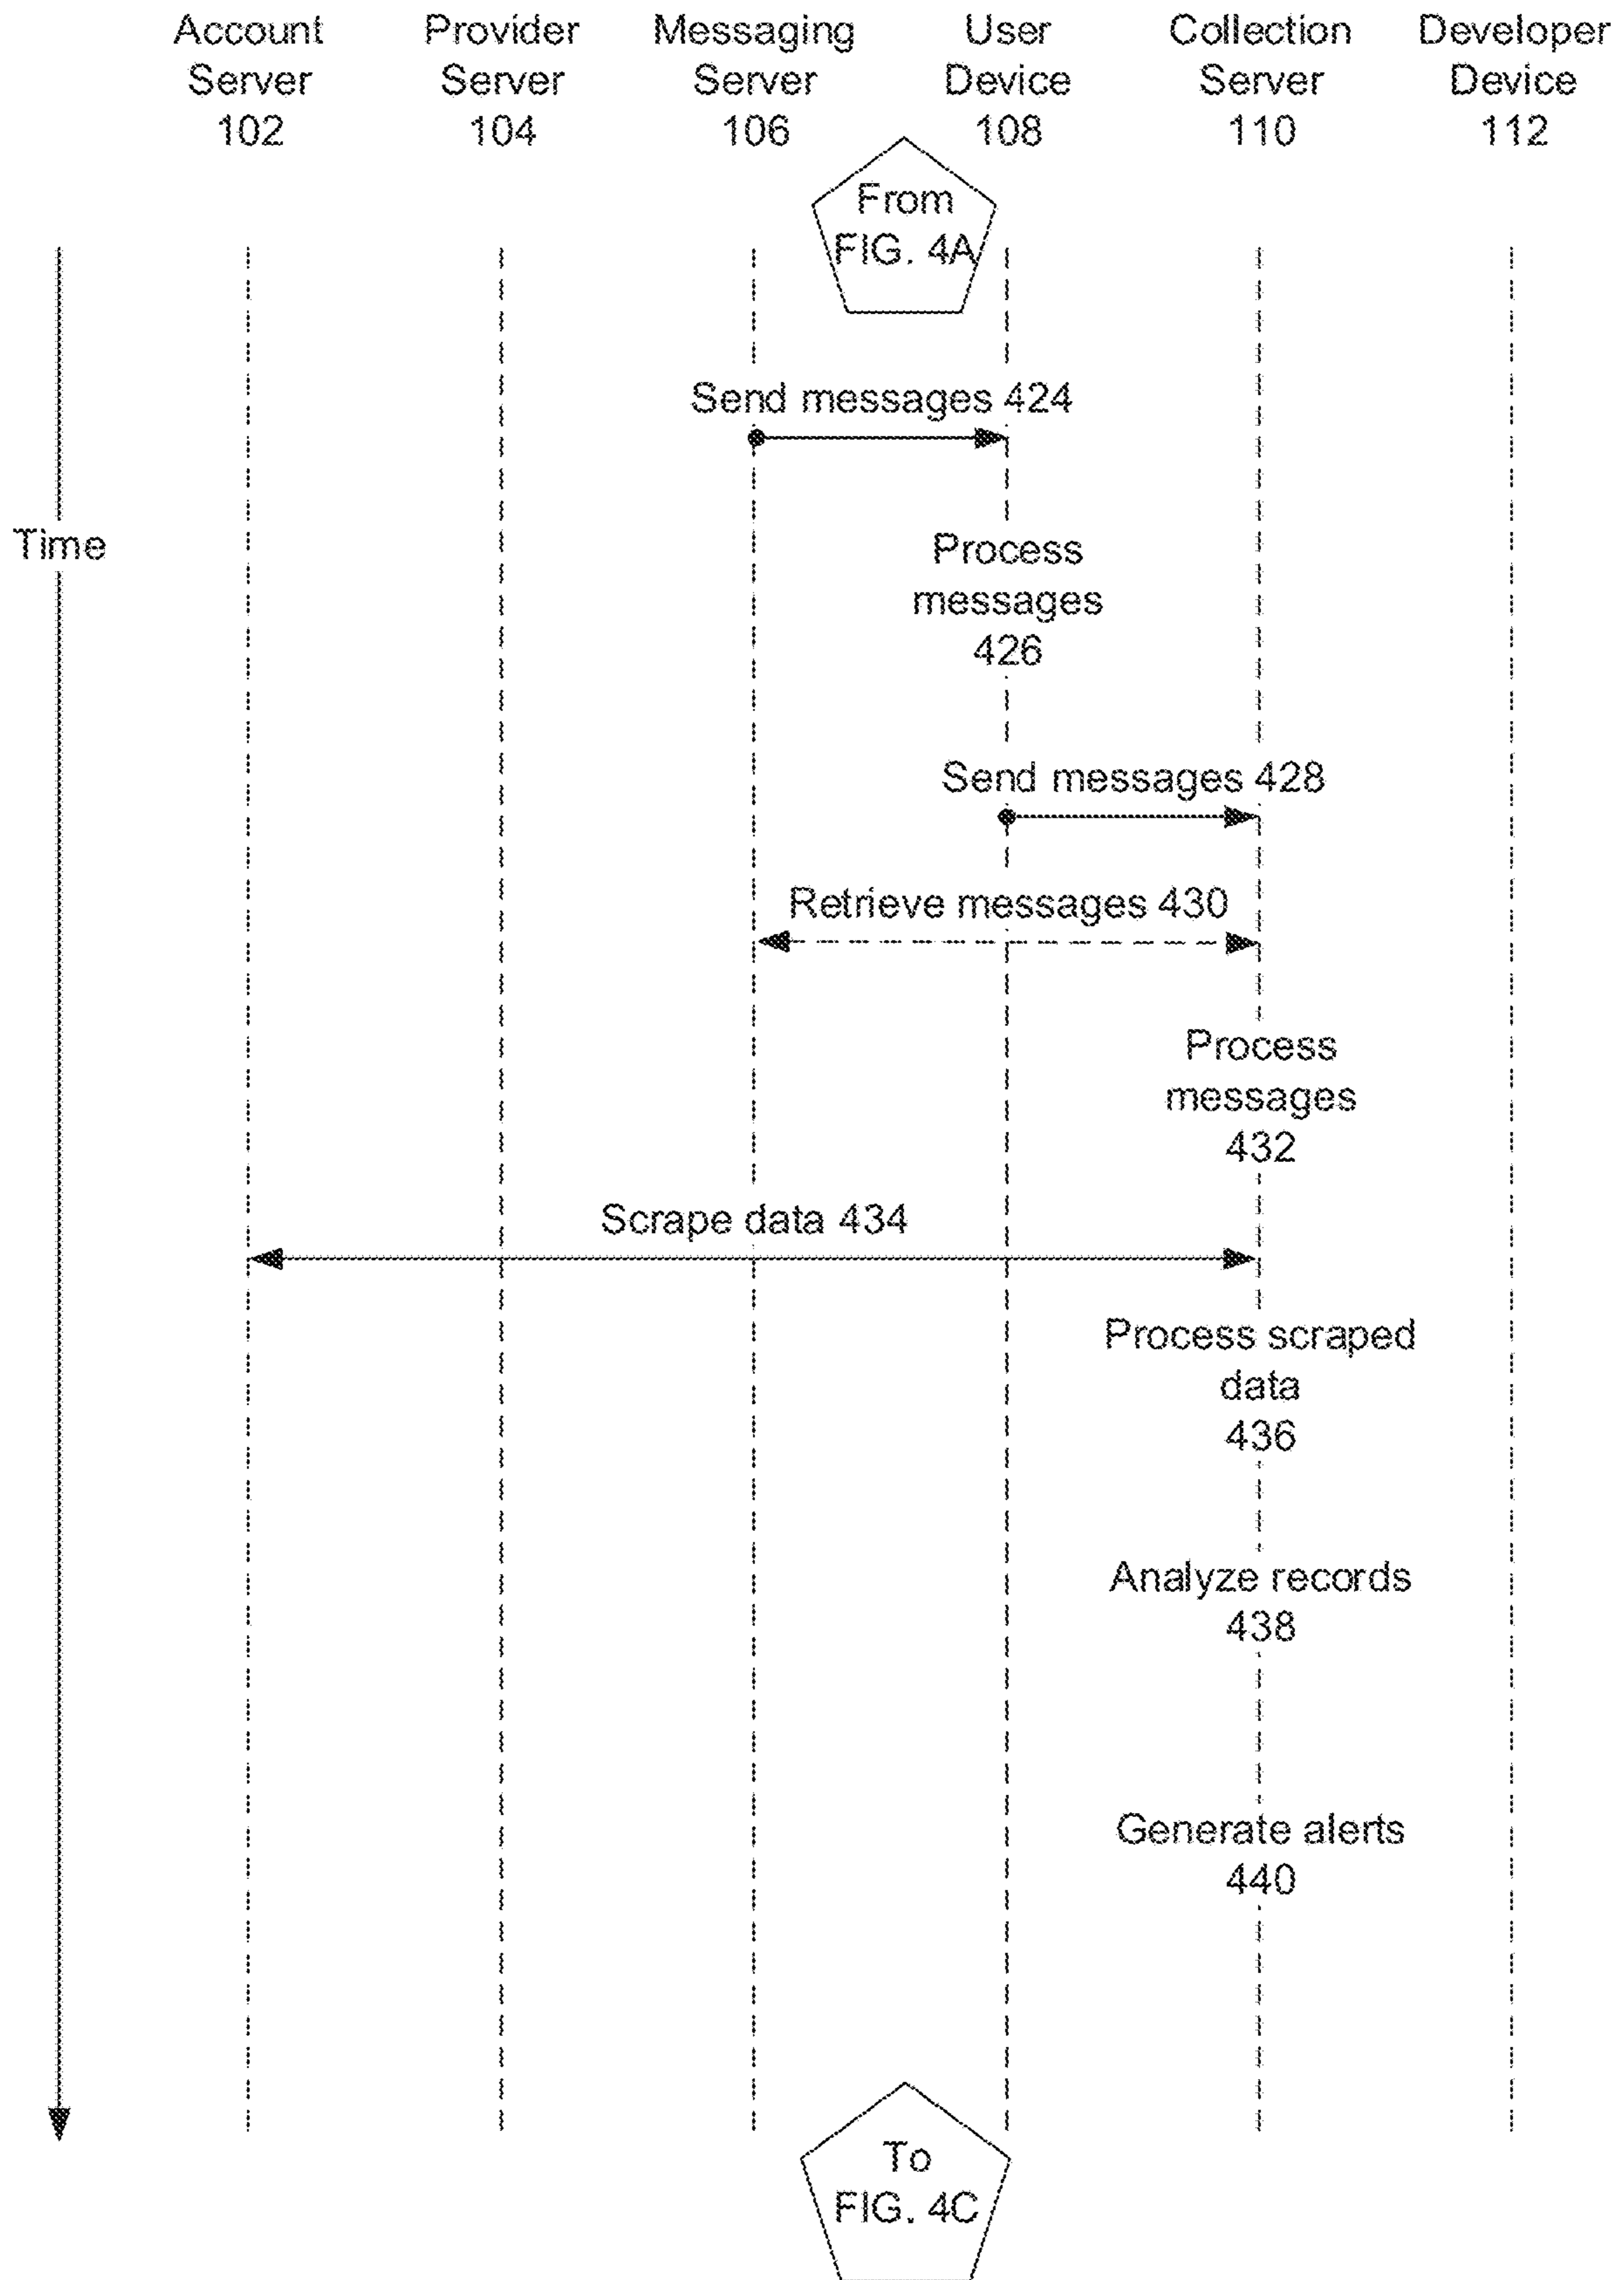 Account
Server
102
Provider
Server
104
Messaging
Server
106
User
Device
108
Collection
Server
110
Developer
Device
112
From
FIG. 4A
Send messages 424
Time
Process
messages
426
Send messages 428
Retrieve messages 430
Process
messages
432
Scrape data 434
Process scraped
data
436
Analyze records
438
Generate alerts
440
To
FIG. 4C